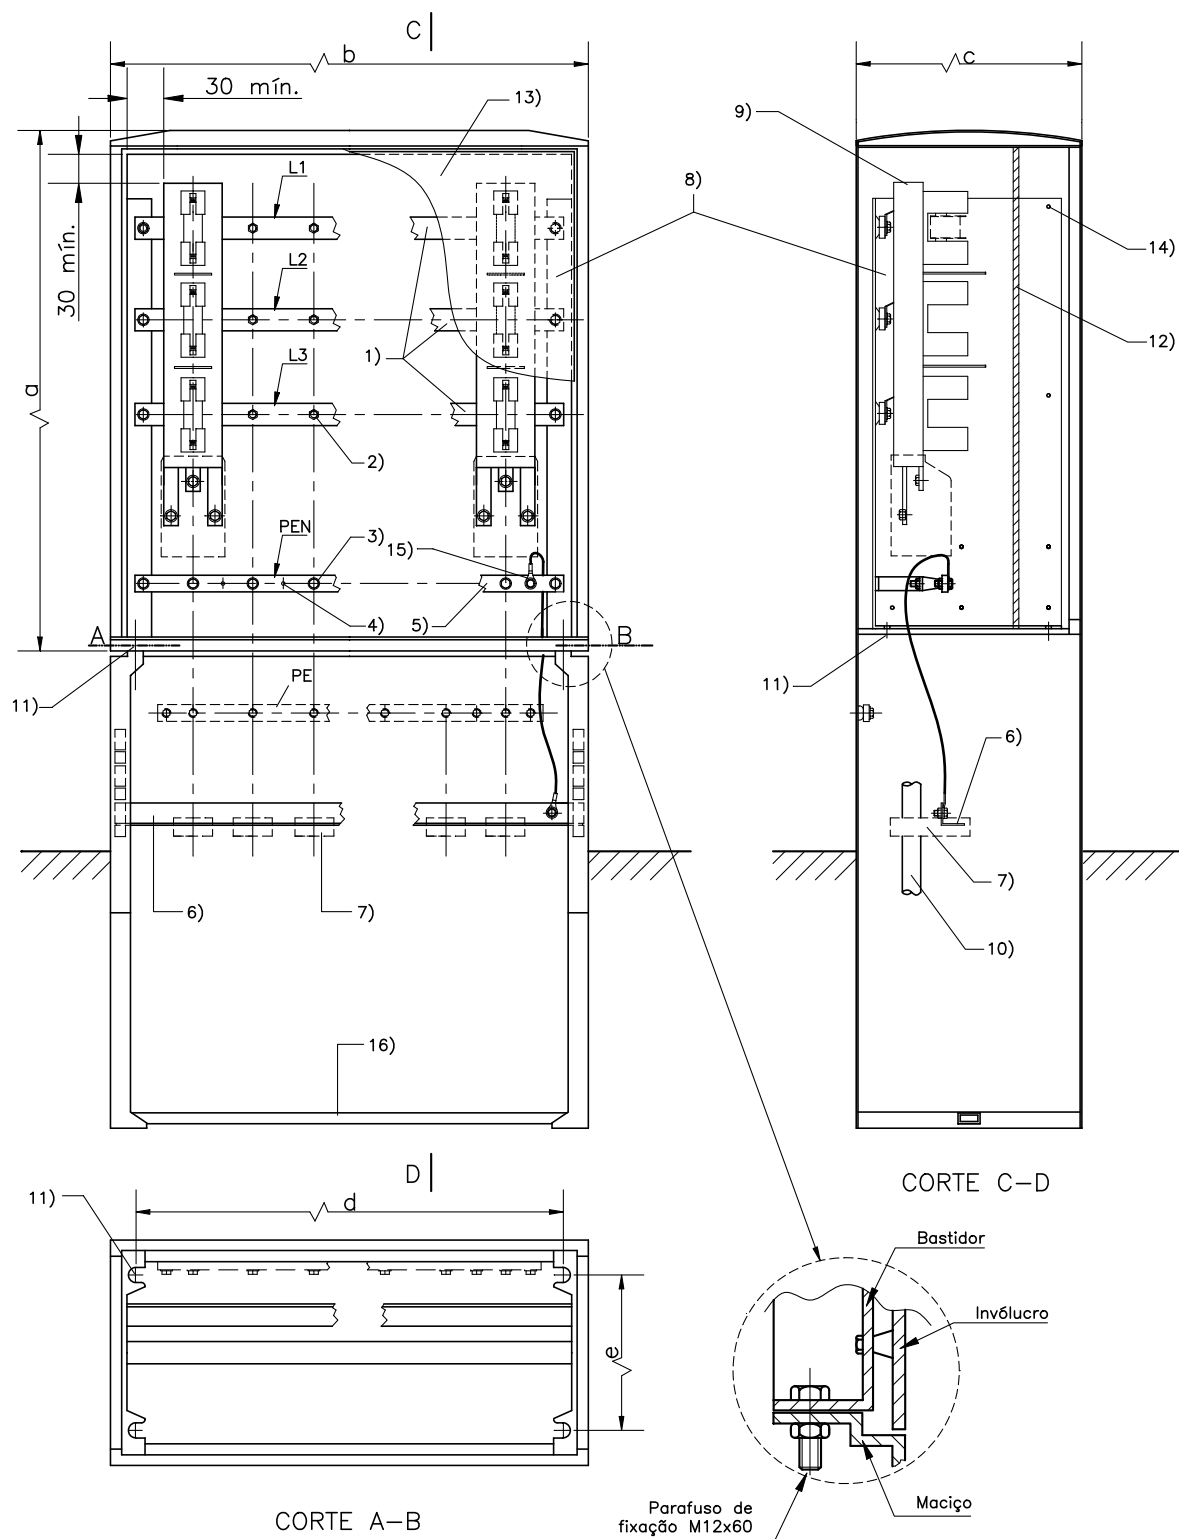 C
b
c
30 mín.
13)
9)
L1
8)
14)
30 mín.
L2
12)
1)
a
L3
2)
PEN
15)
3)
4)
5)
A
B
11)
PE
11)
6)
6)
7)
7)
10)
16)
D
CORTE C-D
11)
d
Bastidor
Invólucro
e
Maciço
Parafuso de
fixação M12x60
CORTE A-B